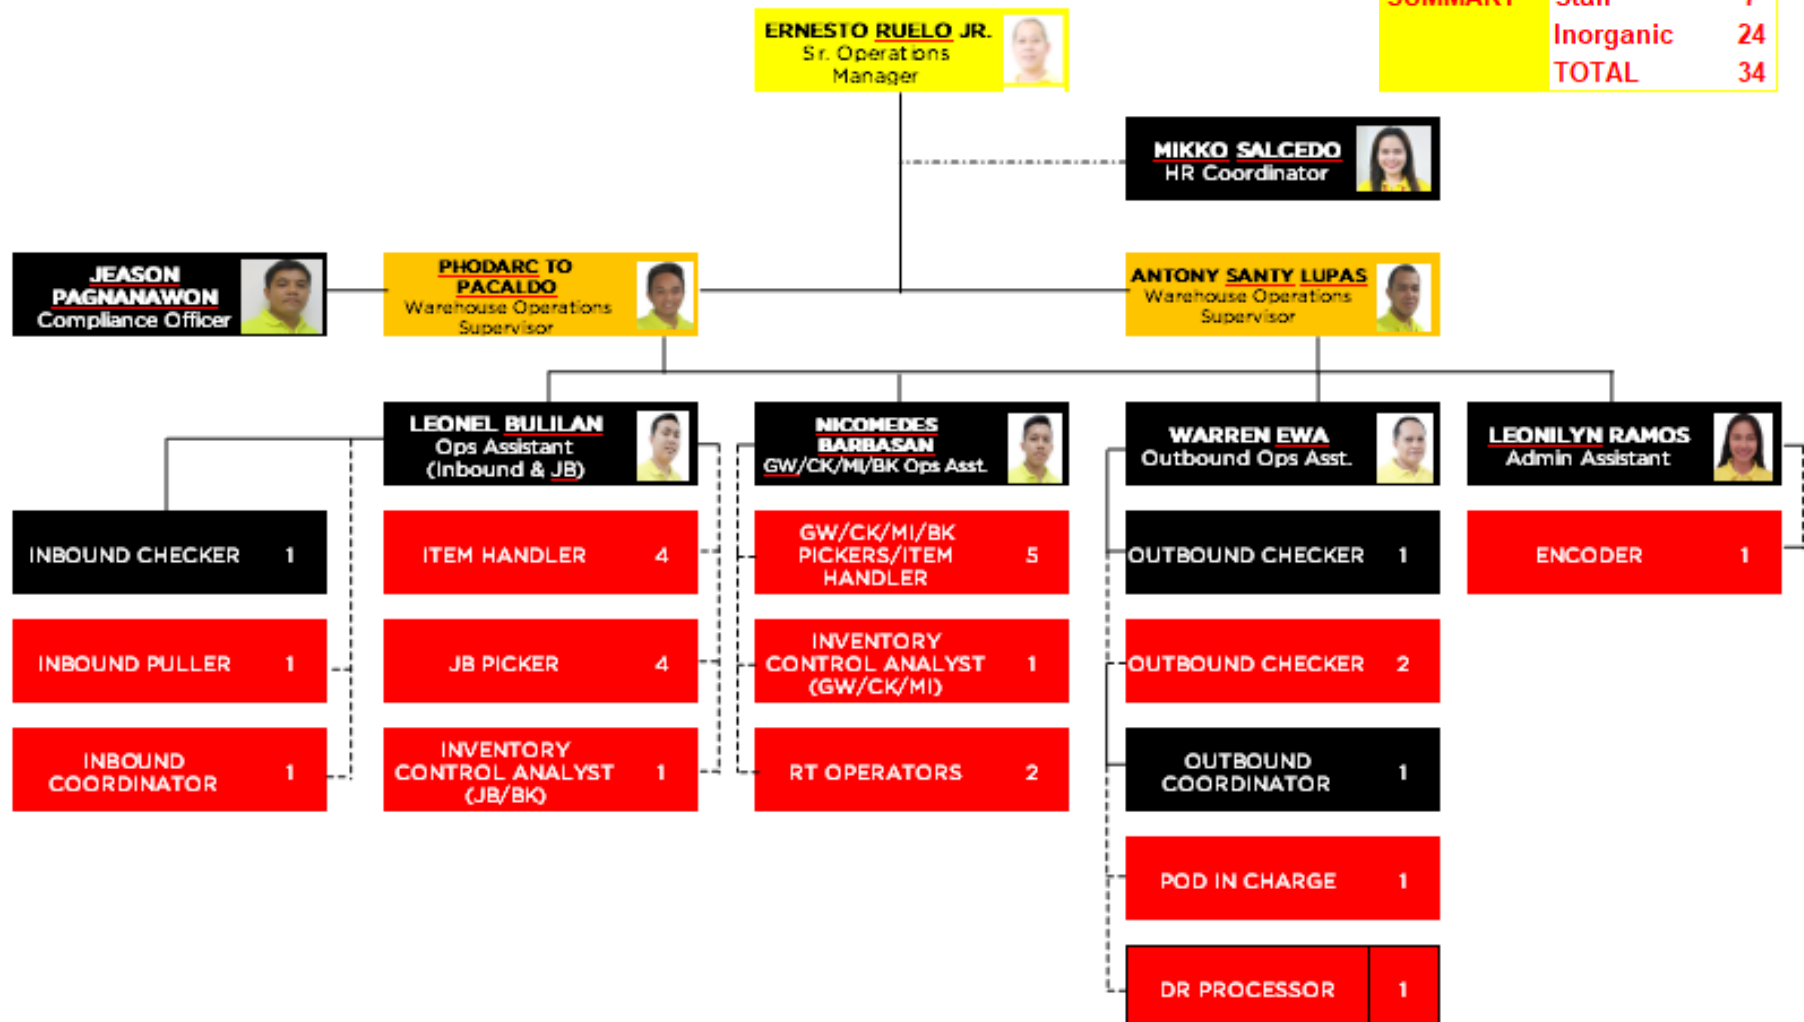 SUMMARY Staff 7
Inorganic 24
TOTAL 34
ERNESTO RUELO JR.
Sr. Operations
Manager
MIKKO SALCEDO
HR Coordinator
JEASON
PAGNANAWON
Compliance Officer
PHODARC TO
PACALDO
Warehouse Operations
Supervisor
ANTONY SANTY LUPAS
Warehouse Operations
Supervisor
LEONEL BULILAN
Ops Assistant
(Inbound & JB)
NICOMEDES
BARBASAN
GW/CK/MI/BK Ops Asst.
WARREN EWA
Outbound Ops Asst.
LEONILYN RAMOS
Admin Assistant
INBOUND CHECKER 1
ITEM HANDLER 4
GW/CK/MI/BK
PICKERS/ITEM 5
HANDLER
OUTBOUND CHECKER 1
ENCODER 1
INBOUND PULLER 1
JB PICKER 4
INVENTORY
CONTROL ANALYST 1
(GW/CK/MI)
OUTBOUND CHECKER 2
INBOUND
COORDINATOR 1
INVENTORY
CONTROL ANALYST 1
(JB/BK)
RT OPERATORS 2
OUTBOUND
COORDINATOR 1
POD IN CHARGE 1
DR PROCESSOR 1